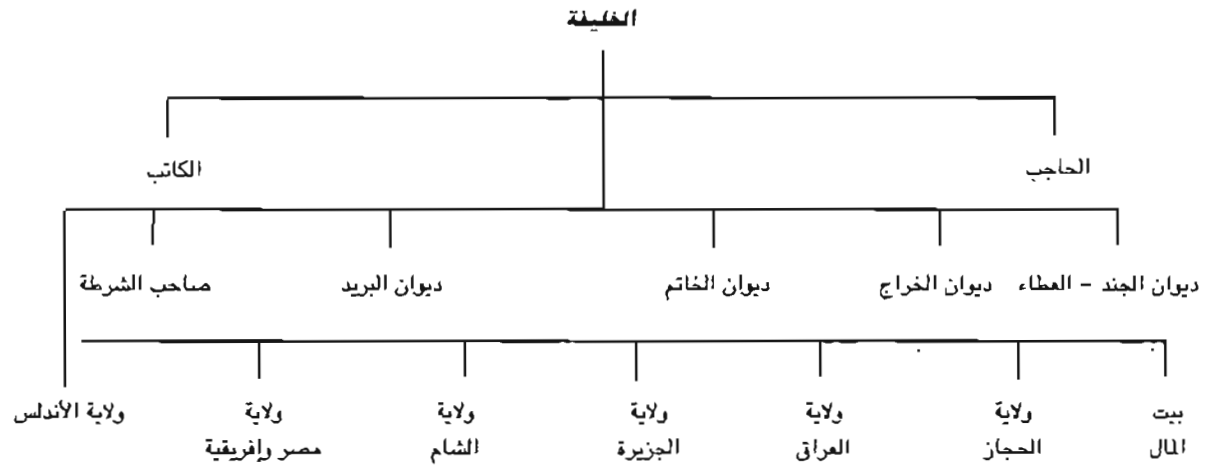 الخليفة
الحاجب الكاتب
ديوان الجند - العطاء ديوان الخراج ديوان الخاتم ديوان البريد صاحب الشرطة
بيت ولاية ولاية ولاية ولاية ولاية ولاية الأندلس
المال الحجاز العراق الجزيرة الشام مصر وإفريقية